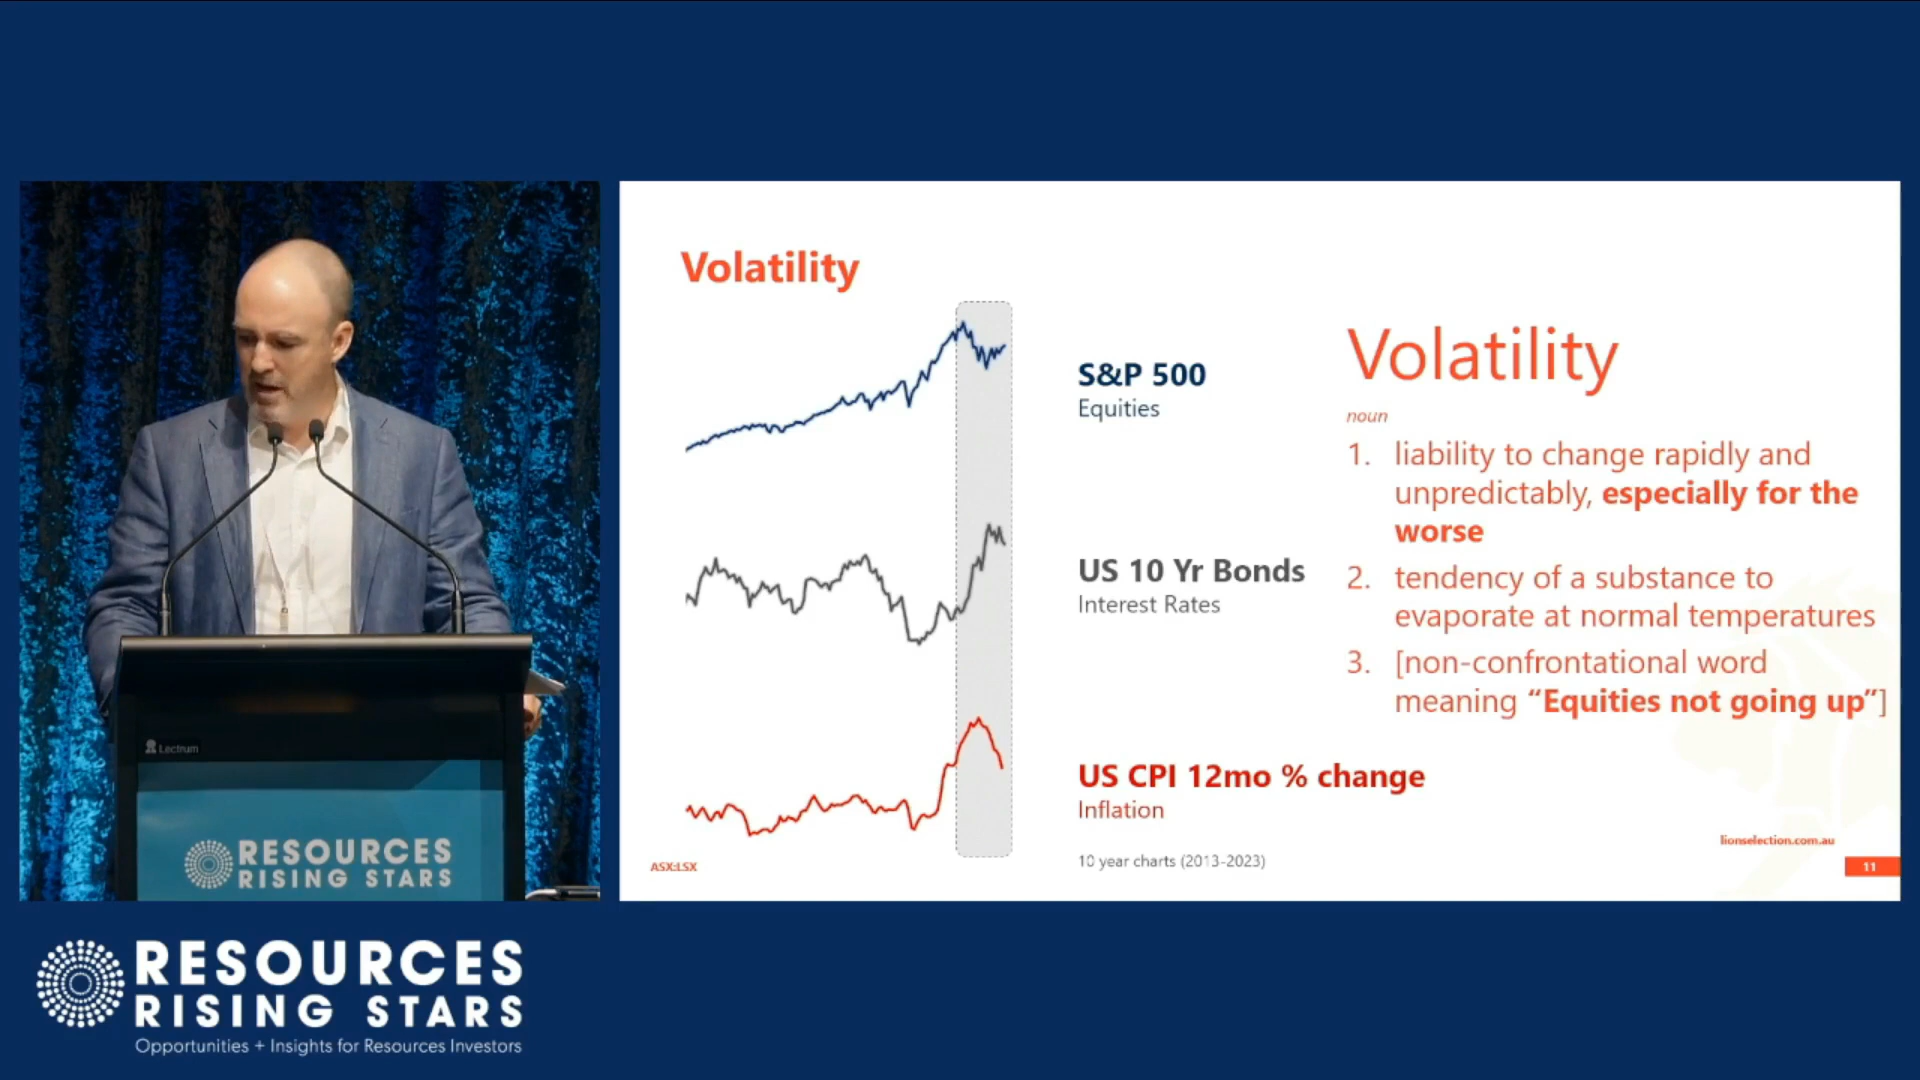 Volatility
S&P 500
Equities
US 10 Yr Bonds
Interest Rates
US CPI 12mo % change
Inflation
10 year charts (2013-2023)
Volatility
noun
1. liability to change rapidly and
unpredictably, especially for the
worse
2. tendency of a substance to
evaporate at normal temperatures
3. [non-confrontational word
meaning “Equities not going up”]
lionselection.com.au
ASX:LSX
11
Lectrum
RESOURCES
RISING STARS
RESOURCES
RISING STARS
Opportunities + Insights for Resources Investors